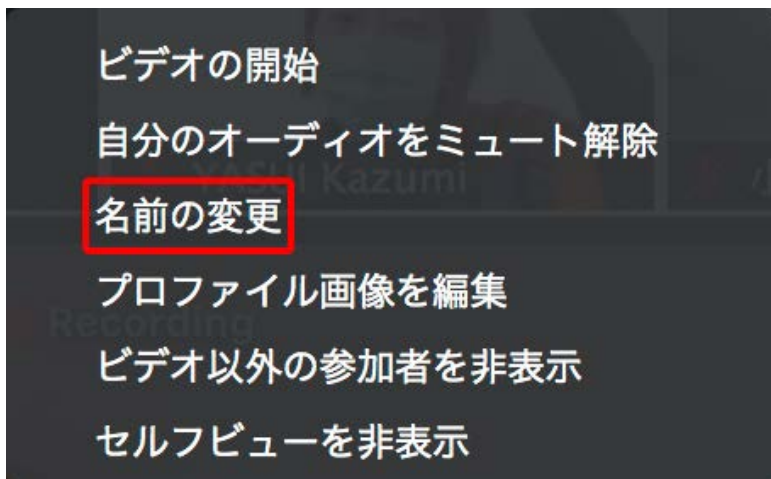 ビデオの開始
自分のオーディオをミュート解除
YASUI Kazumi
名前の変更
プロファイル画像を編集
Recording
ビデオ以外の参加者を非表示
セルフビューを非表示